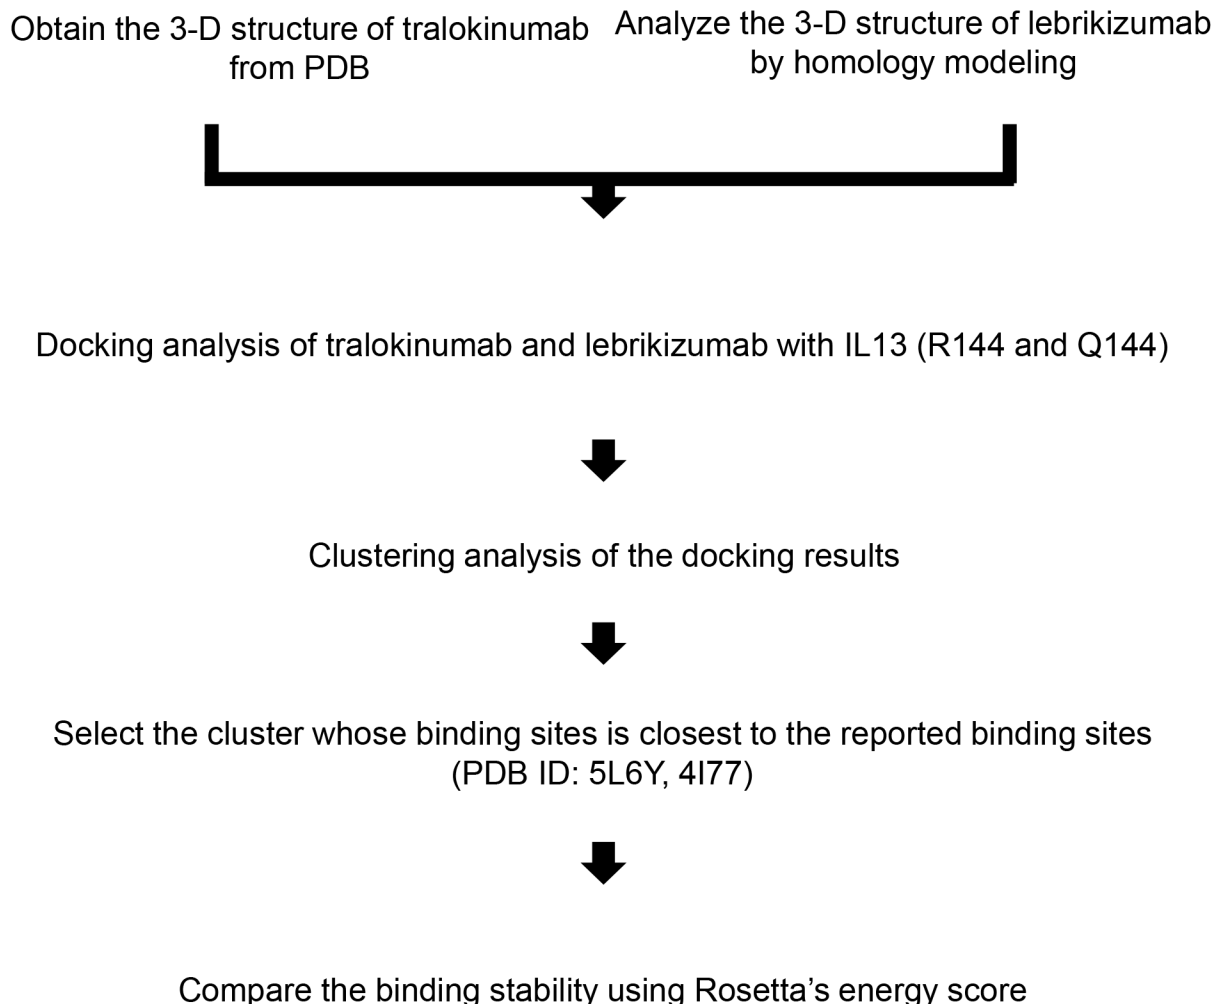 Obtain the 3-D structure of tralokinumab
from PDB
Analyze the 3-D structure of lebrikizumab
by homology modeling
Docking analysis of tralokinumab and lebrikizumab with IL13 (R144 and Q144)
Clustering analysis of the docking results
Select the cluster whose binding sites is closest to the reported binding sites
(PDB ID: 5L6Y, 4I77)
Compare the binding stability using Rosetta’s energy score